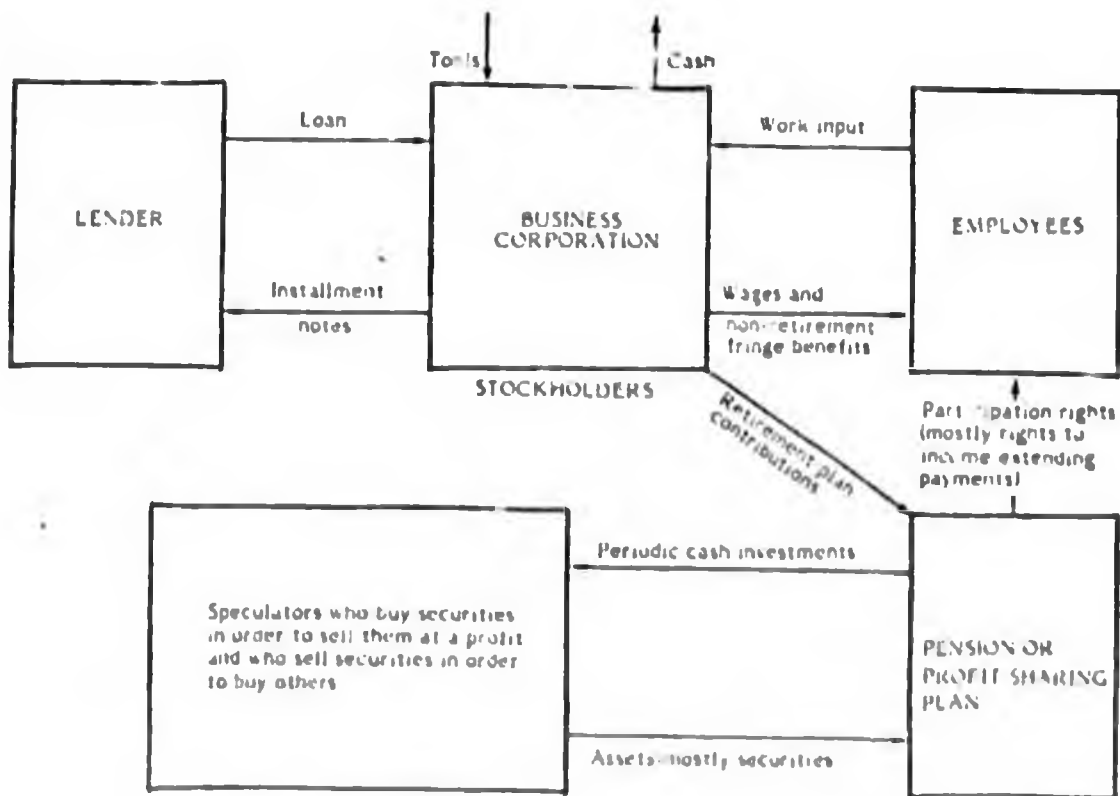 Tools
Cash
Loan
Work input
LENDER
BUSINESS
CORPORATION
EMPLOYEES
Installment
notes
Wages and
non-retirement
fringe benefits
STOCKHOLDERS
Retirement plan
contributions
Participation rights
(mostly rights to
income extending
payments)
Periodic cash investments
Speculators who buy securities
in order to sell them at a profit
and who sell securities in order
to buy others
PENSION OR
PROFIT SHARING
PLAN
Assets-mostly securities